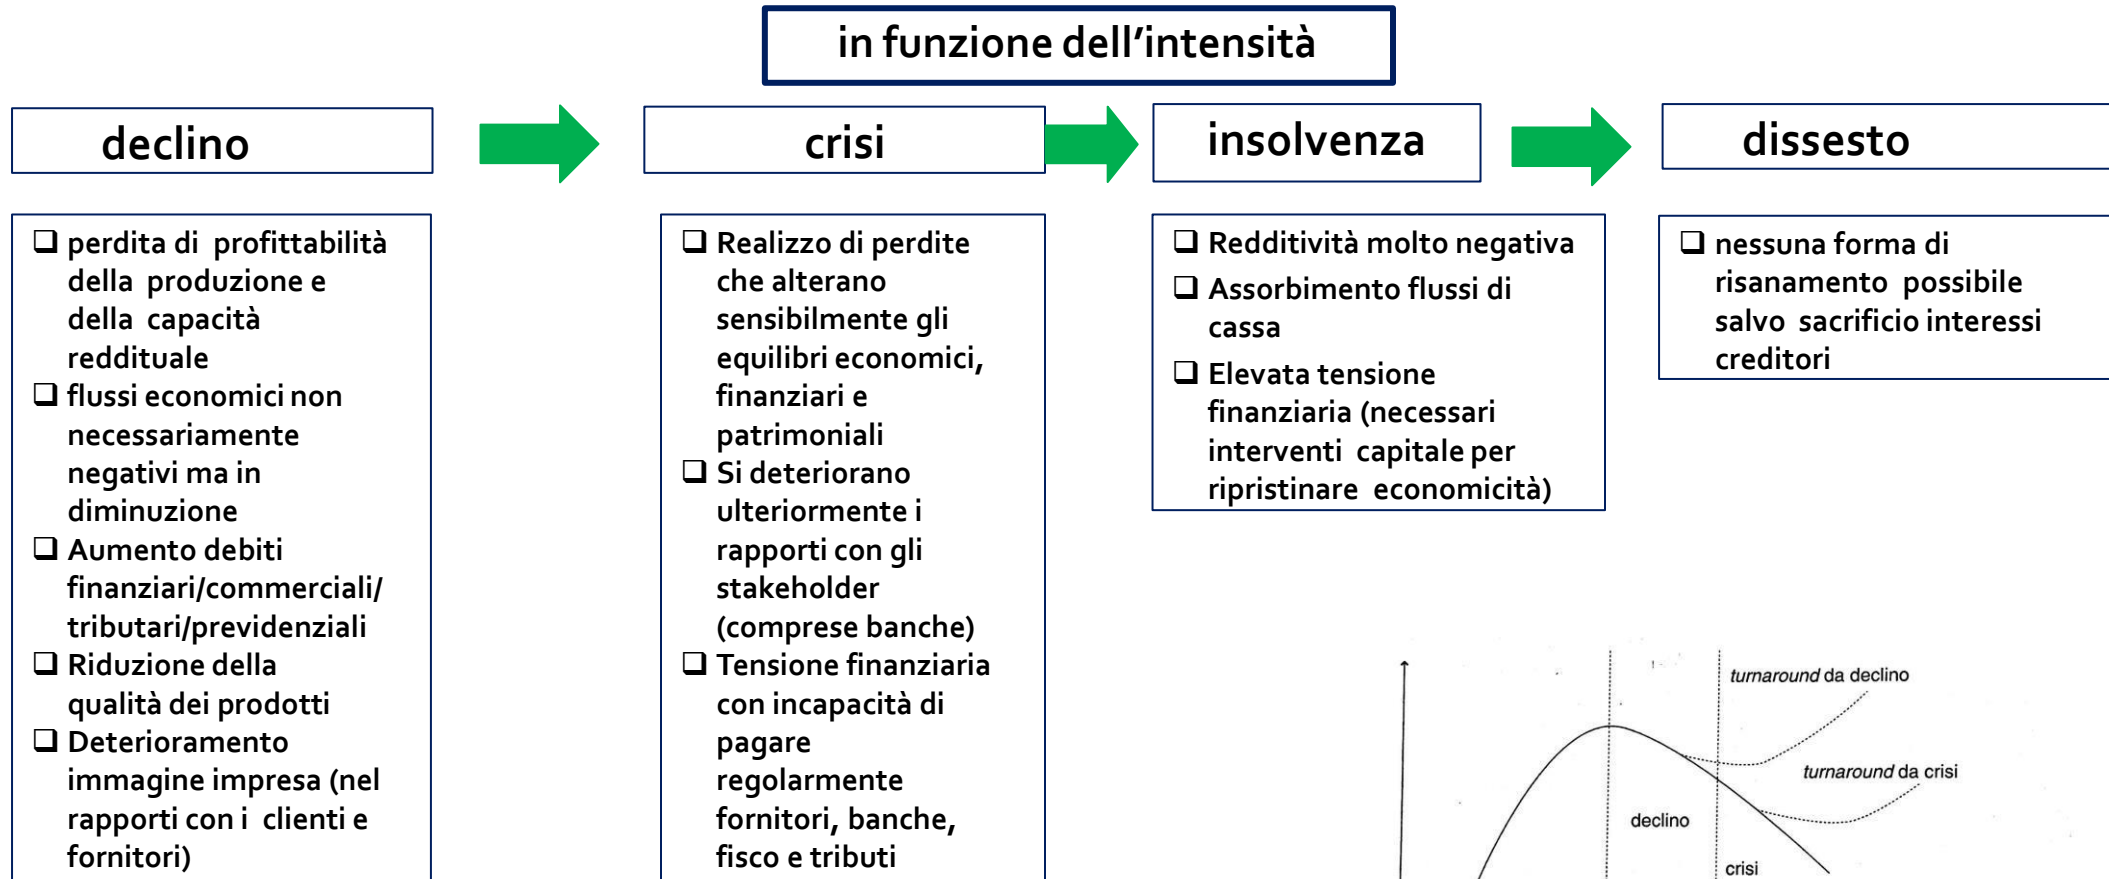 in funzione dell’intensità
declino
crisi
insolvenza
dissesto
❑ perdita di profittabilità
della produzione e
della capacità
reddituale
❑ flussi economici non
necessariamente
negativi ma in
diminuzione
❑ Aumento debiti
finanziari/commerciali/
tributari/previdenziali
❑ Riduzione della
qualità dei prodotti
❑ Deterioramento
immagine impresa (nel
rapporti con i clienti e
fornitori)
❑ Realizzo di perdite
che alterano
sensibilmente gli
equilibri economici,
finanziari e
patrimoniali
❑ Si deteriorano
ulteriormente i
rapporti con gli
stakeholder
(comprese banche)
❑ Tensione finanziaria
con incapacità di
pagare
regolarmente
fornitori, banche,
fisco e tributi
❑ Redditività molto negativa
❑ Assorbimento flussi di
cassa
❑ Elevata tensione
finanziaria (necessari
interventi capitale per
ripristinare economicità)
❑ nessuna forma di
risanamento possibile
salvo sacrificio interessi
creditori
turnaround da declino
turnaround da crisi
declino
crisi